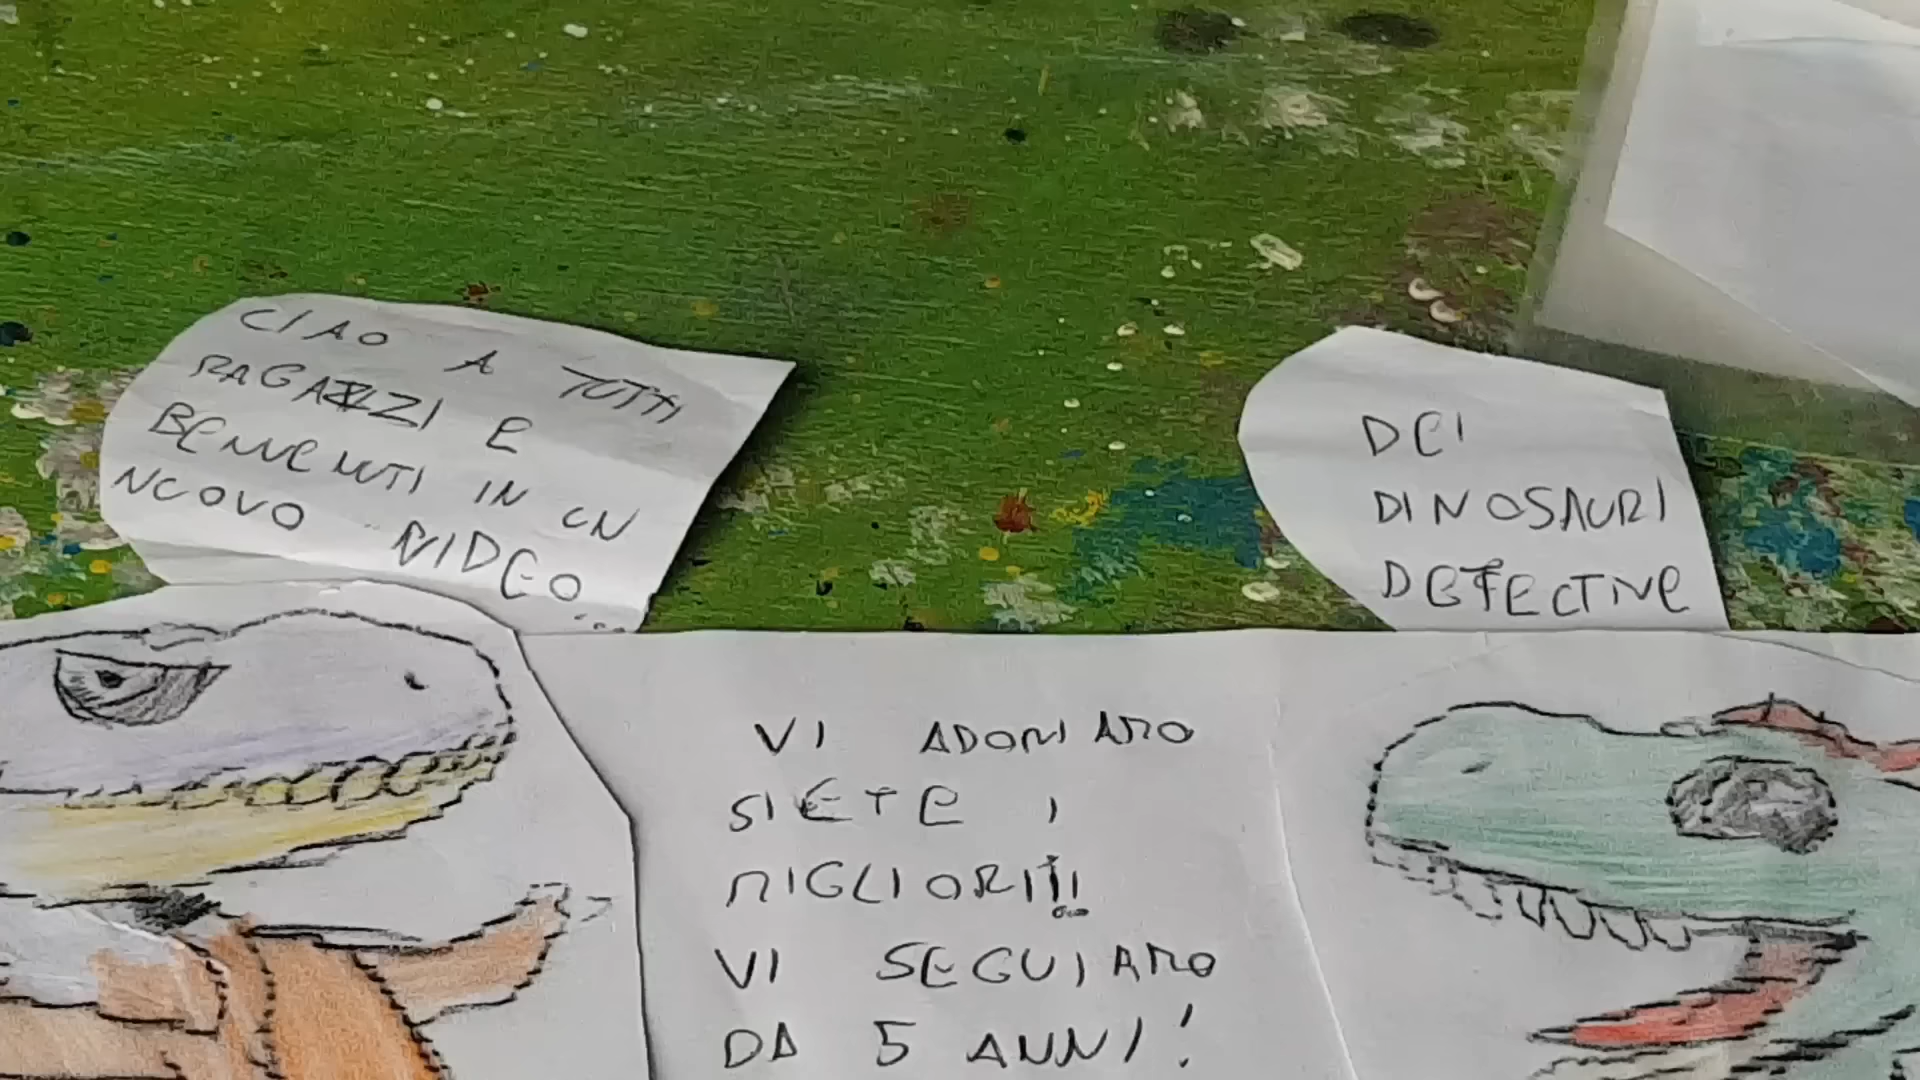 CIAO A TUTTI
RAGAZZI E
BENVENUTI IN UN
NUOVO VIDEO...
DEI
DINOSAURI
DETECTIVE
VI ADORIAMO
SIETE I
MIGLIORI!!
VI SEGUIAMO
DA 5 ANNI!